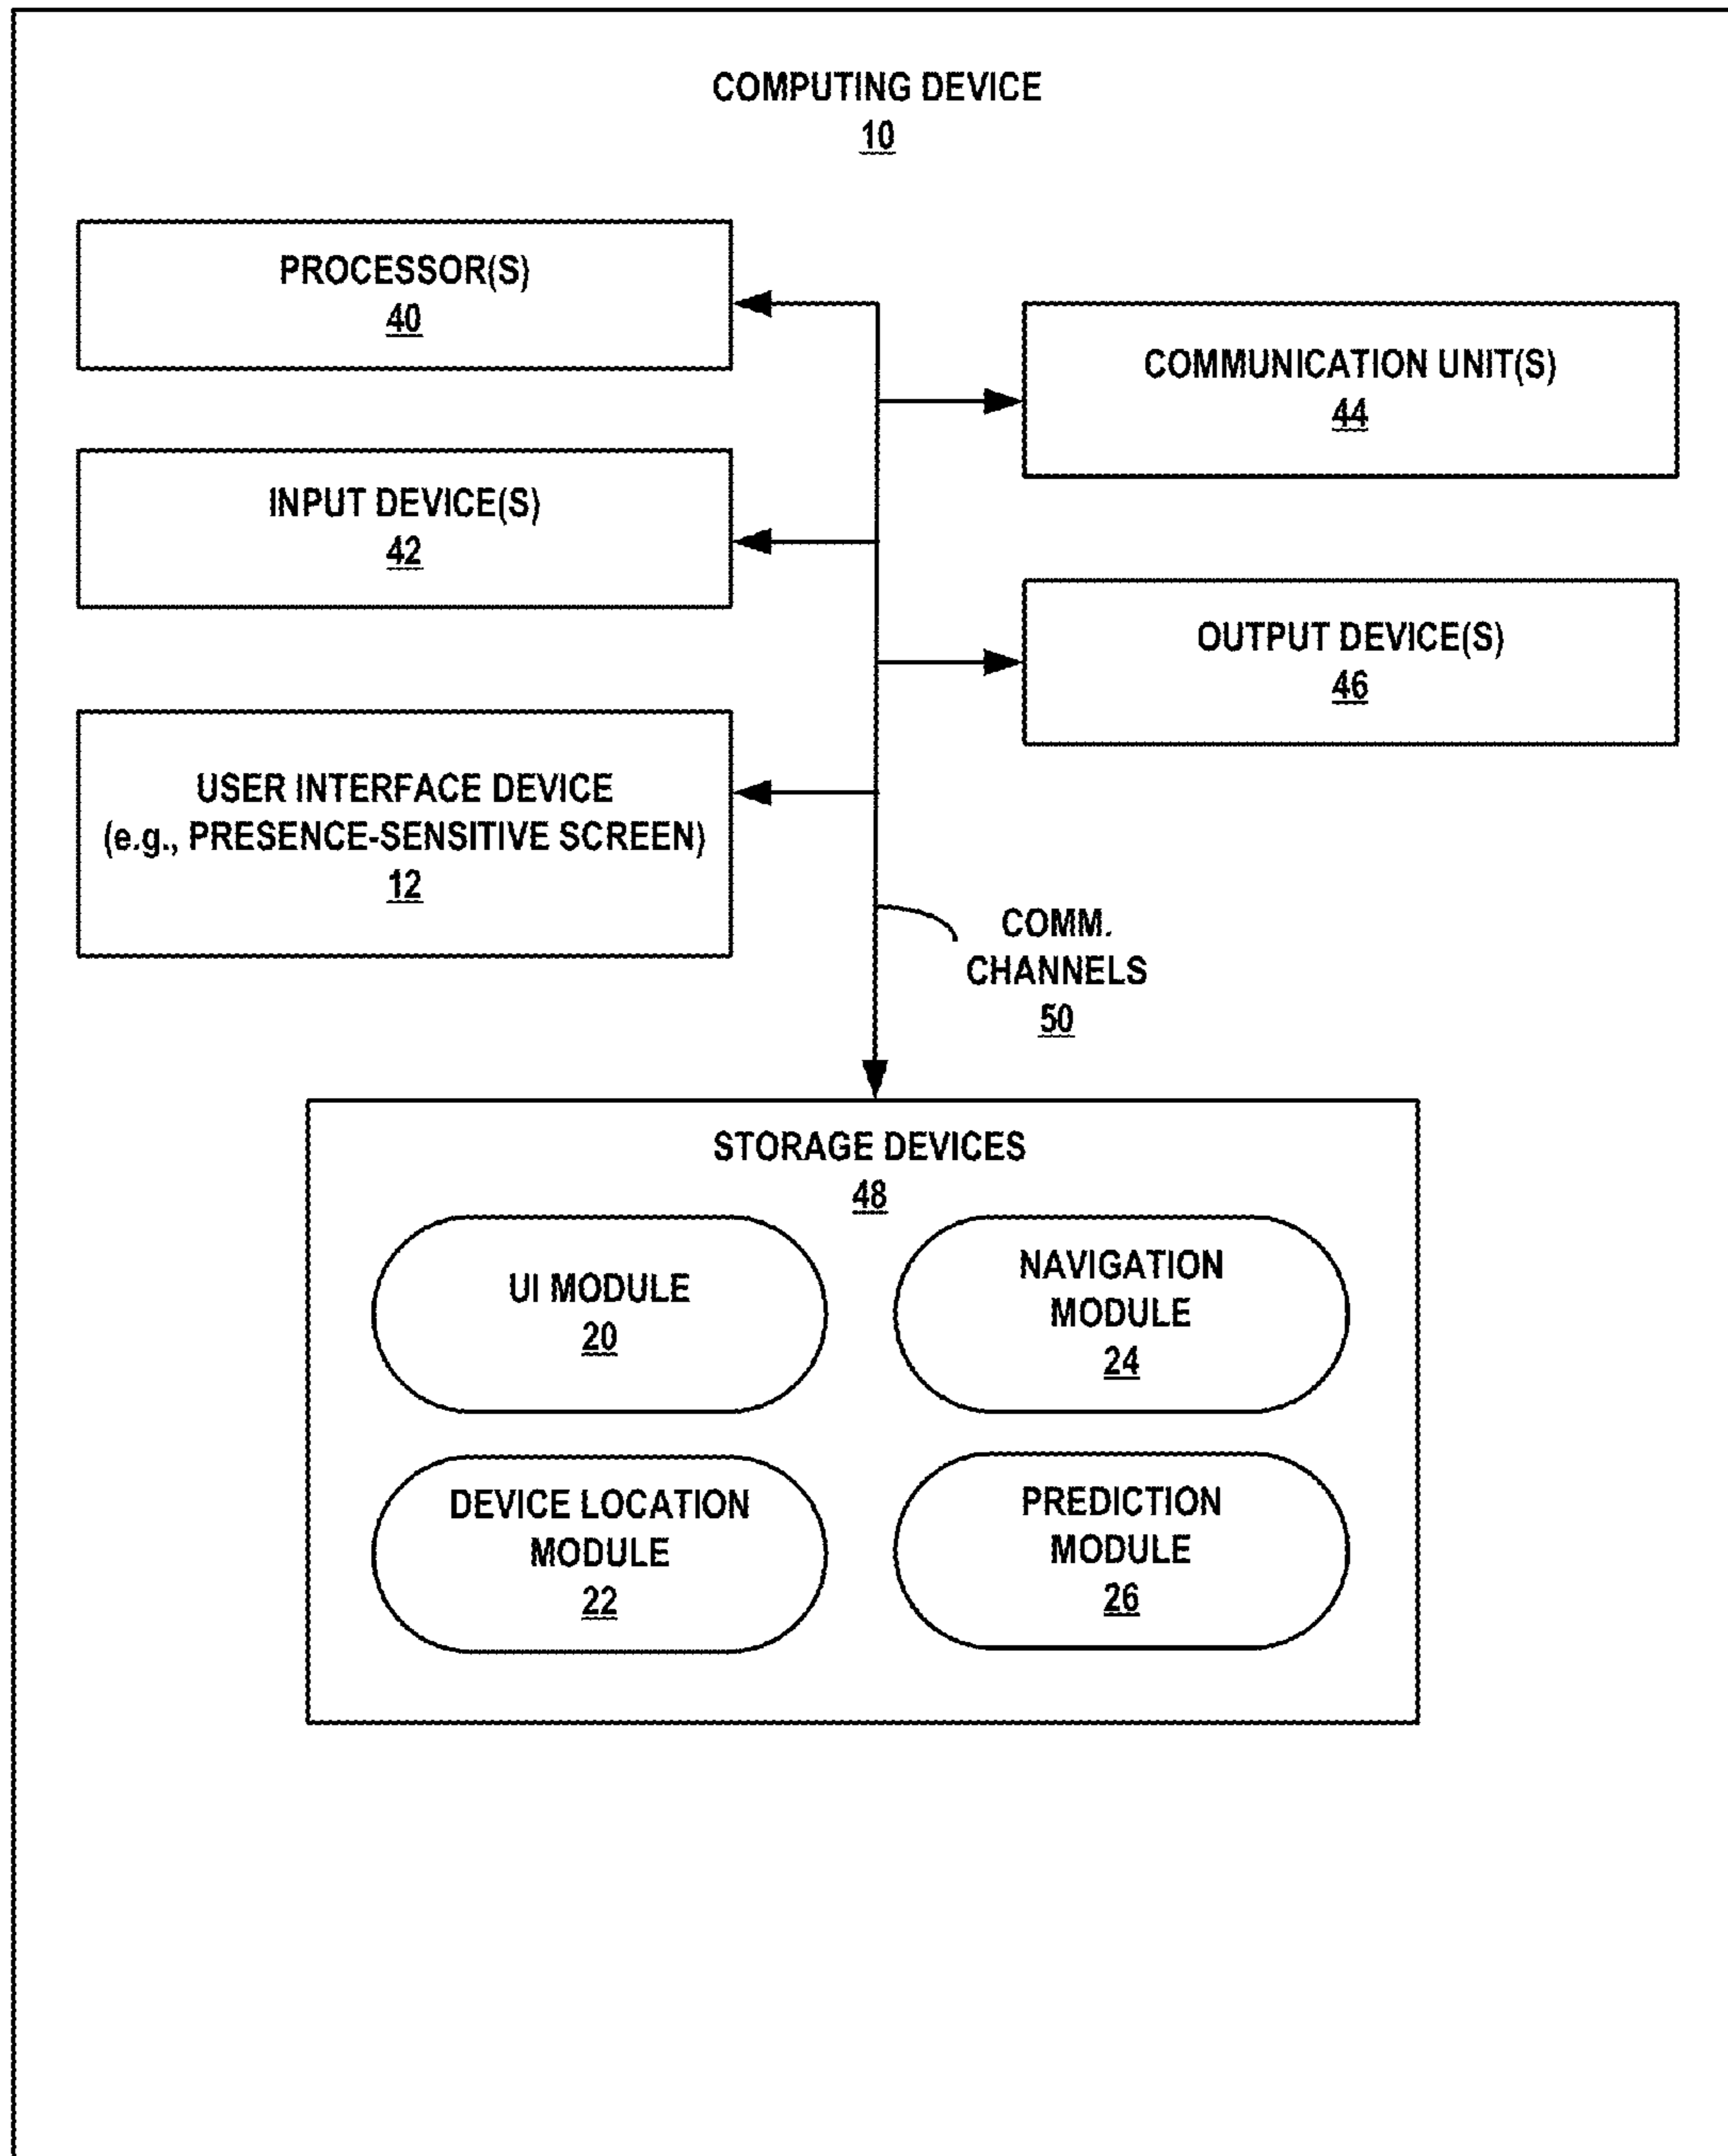 COMPUTING DEVICE
10
PROCESSOR(S)
40
COMMUNICATION UNIT(S)
44
INPUT DEVICE(S)
42
OUTPUT DEVICE(S)
46
USER INTERFACE DEVICE
(e.g., PRESENCE-SENSITIVE SCREEN)
12
COMM.
CHANNELS
50
STORAGE DEVICES
48
UI MODULE
20
NAVIGATION
MODULE
24
DEVICE LOCATION
MODULE
22
PREDICTION
MODULE
26